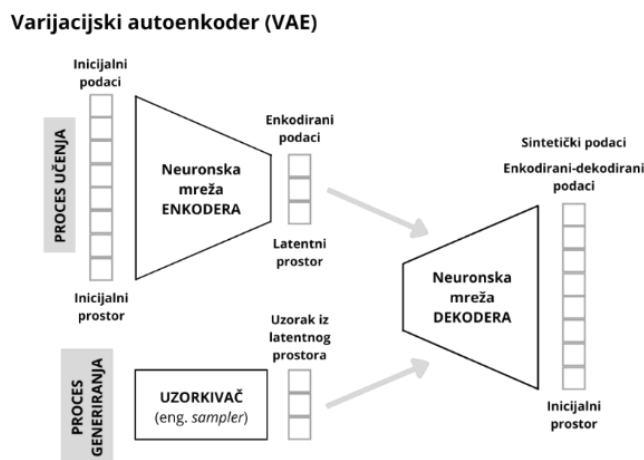 Varijacijski autoenkoder (VAE)
Inicijalni
podaci
PROCES UČENJA
Neuronska
mreža
ENKODERA
Enkodirani
podaci
Latentni
prostor
Inicijalni
prostor
Sintetički podaci
Enkodirani-dekodirani
podaci
Neuronska
mreža
DEKODERA
Inicijalni
prostor
PROCES
GENERIRANJA
UZORKIVAČ
(eng. sampler)
Uzorak iz
latentnog
prostora